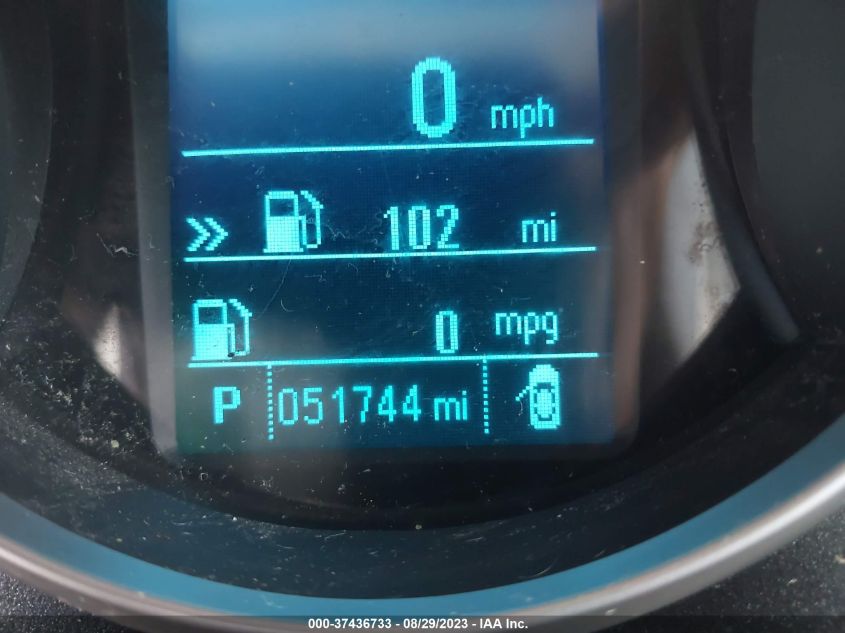 0 mph
102 mi
0 mpg
P 051744 mi
000-37436733 - 08/29/2023 - IAA Inc.